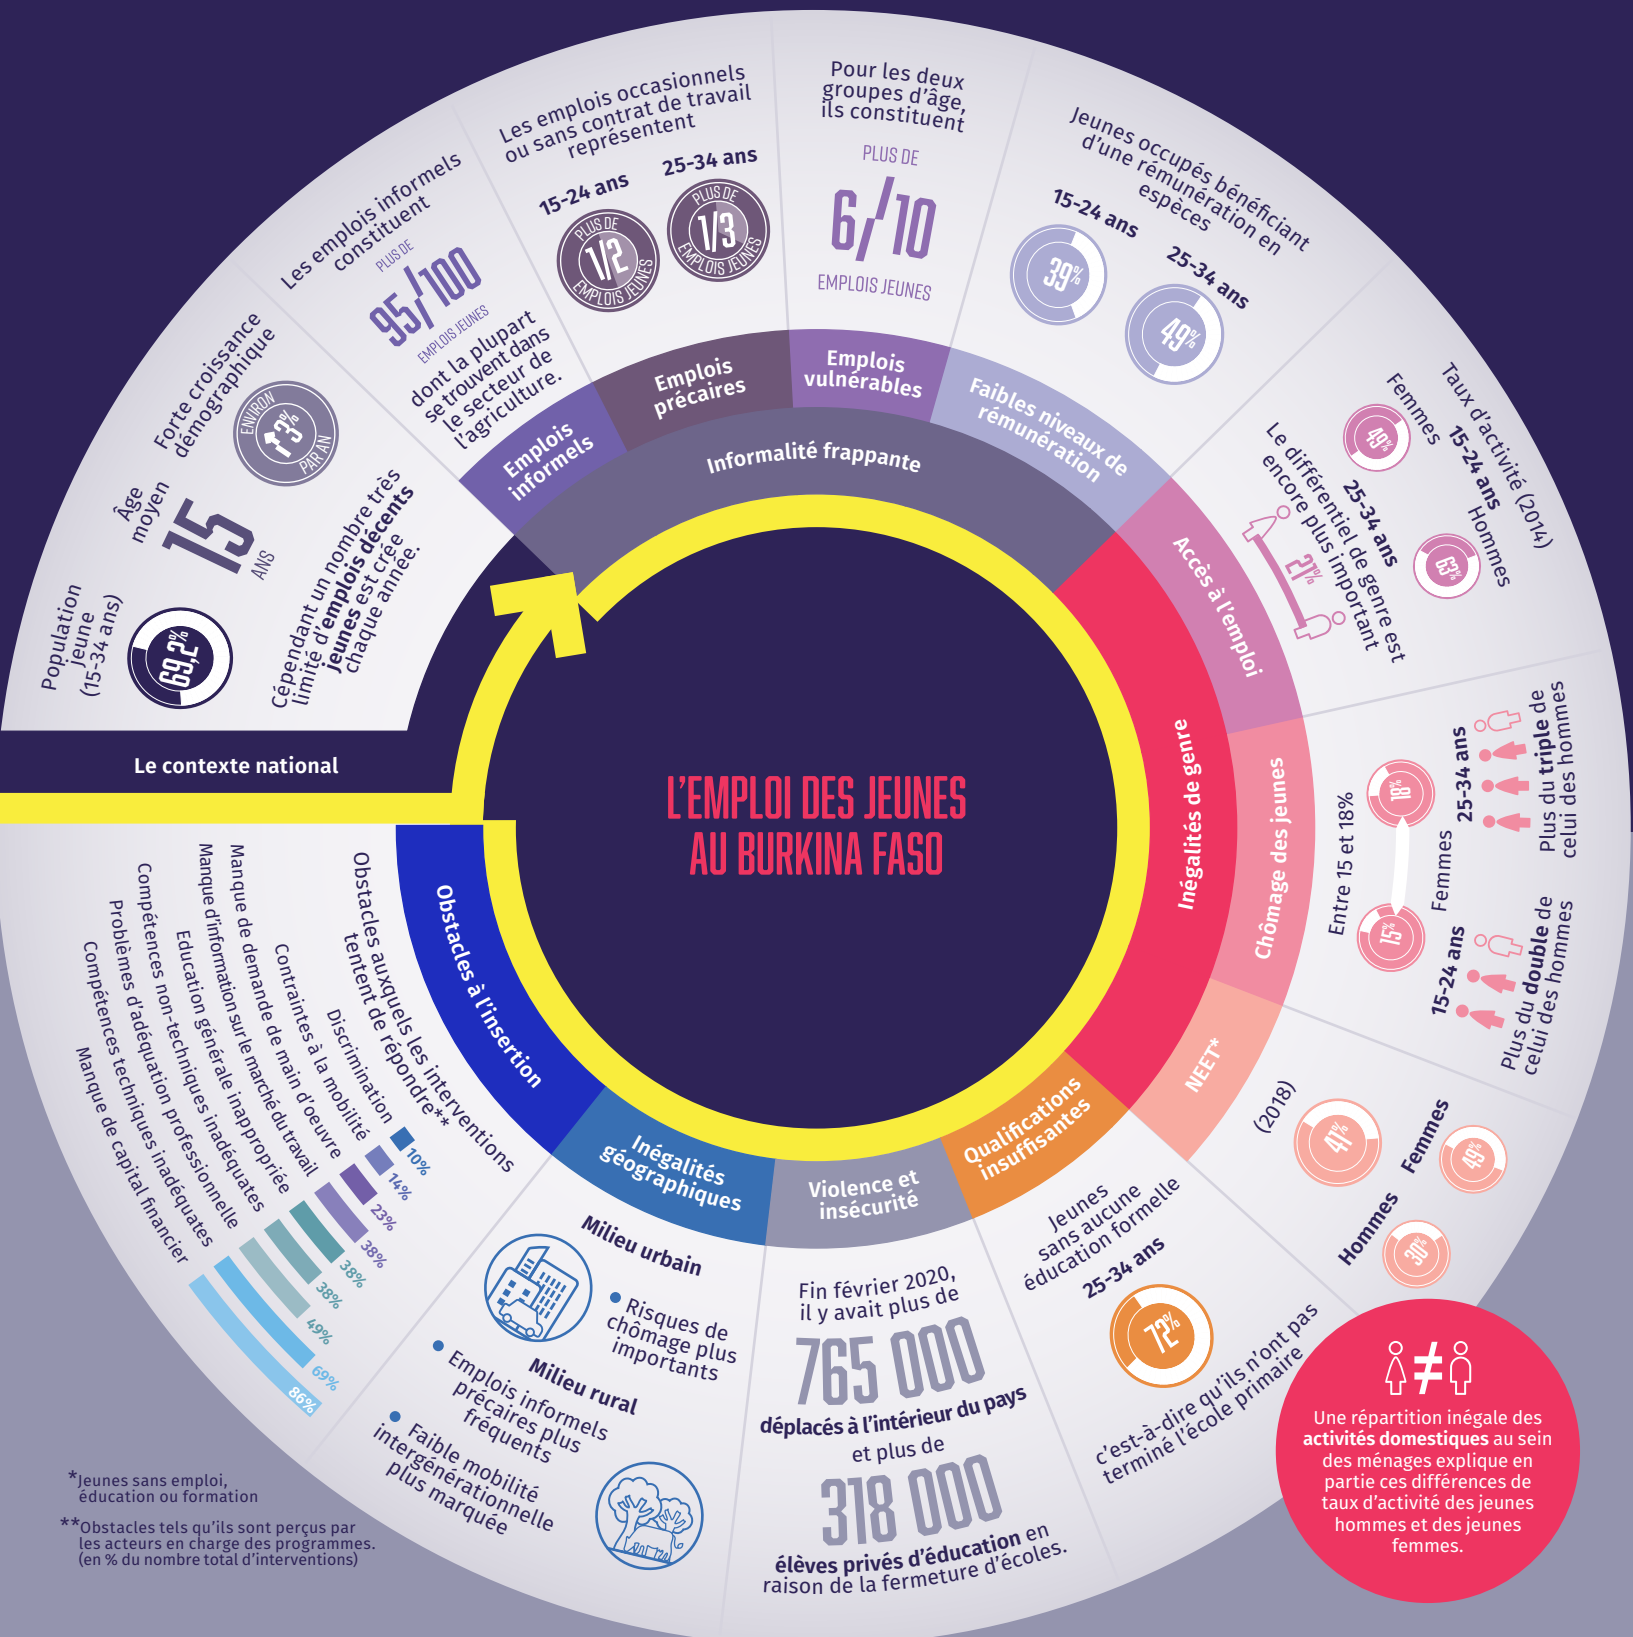 L'EMPLOI DES JEUNES
AU BURKINA FASO
Le contexte national
Population
jeune
(15-34 ans)
69,2%
Âge
moyen
15
ANS
Forte croissance
démographique
ENVIRON
3%
PAR AN
Cépendant un nombre très
limité d'emplois décents
jeunes est crée
chaque année.
Informalité frappante
Emplois
informels
Les emplois informels
constituent
PLUS DE
95/100
EMPLOIS JEUNES
dont la plupart
se trouvent dans
le secteur de
l'agriculture.
Emplois
précaires
Les emplois occasionnels
ou sans contrat de travail
représentent
15-24 ans
PLUS DE
1/2
EMPLOIS JEUNES
25-34 ans
PLUS DE
1/3
EMPLOIS JEUNES
Emplois
vulnérables
Pour les deux
groupes d'âge,
ils constituent
PLUS DE
6/10
EMPLOIS JEUNES
Faibles niveaux de
rémunération
Jeunes occupés bénéficiant
d'une rémunération en
espèces
15-24 ans
39%
25-34 ans
49%
Inégalités de genre
Accès à l'emploi
Taux d'activité (2014)
15-24 ans
Femmes
49%
Hommes
63%
25-34 ans
Le différentiel de genre est
encore plus important
21%
Chômage des jeunes
Entre 15 et 18%
18%
15%
Femmes
25-34 ans
Plus du triple de
celui des hommes
15-24 ans
Plus du double de
celui des hommes
NEET*
(2018)
41%
Femmes
49%
Hommes
30%
≠
Une répartition inégale des
activités domestiques au sein
des ménages explique en
partie ces différences de
taux d'activité des jeunes
hommes et des jeunes
femmes.
Qualifications
insuffisantes
Jeunes
sans aucune
éducation formelle
25-34 ans
72%
c'est-à-dire qu'ils n'ont pas
terminé l'école primaire
Violence et
insécurité
Fin février 2020,
il y avait plus de
765 000
déplacés à l'intérieur du pays
et plus de
318 000
élèves privés d'éducation en
raison de la fermeture d'écoles.
Inégalités
géographiques
Milieu urbain
Risques de
chômage plus
importants
Milieu rural
Emplois informels
précaires plus
fréquents
Faible mobilité
intergénérationnelle
plus marquée
Obstacles à l'insertion
Obstacles auxquels les interventions
tentent de répondre**
Discrimination
10%
Contraintes à la mobilité
14%
Manque de demande de main d'oeuvre
23%
Manque d'information sur le marché du travail
38%
Education générale inappropriée
38%
Compétences non-techniques inadéquates
38%
Problèmes d'adéquation professionnelle
49%
Compétences techniques inadéquates
69%
Manque de capital financier
86%
*Jeunes sans emploi,
éducation ou formation
**Obstacles tels qu'ils sont perçus par
les acteurs en charge des programmes.
(en % du nombre total d'interventions)